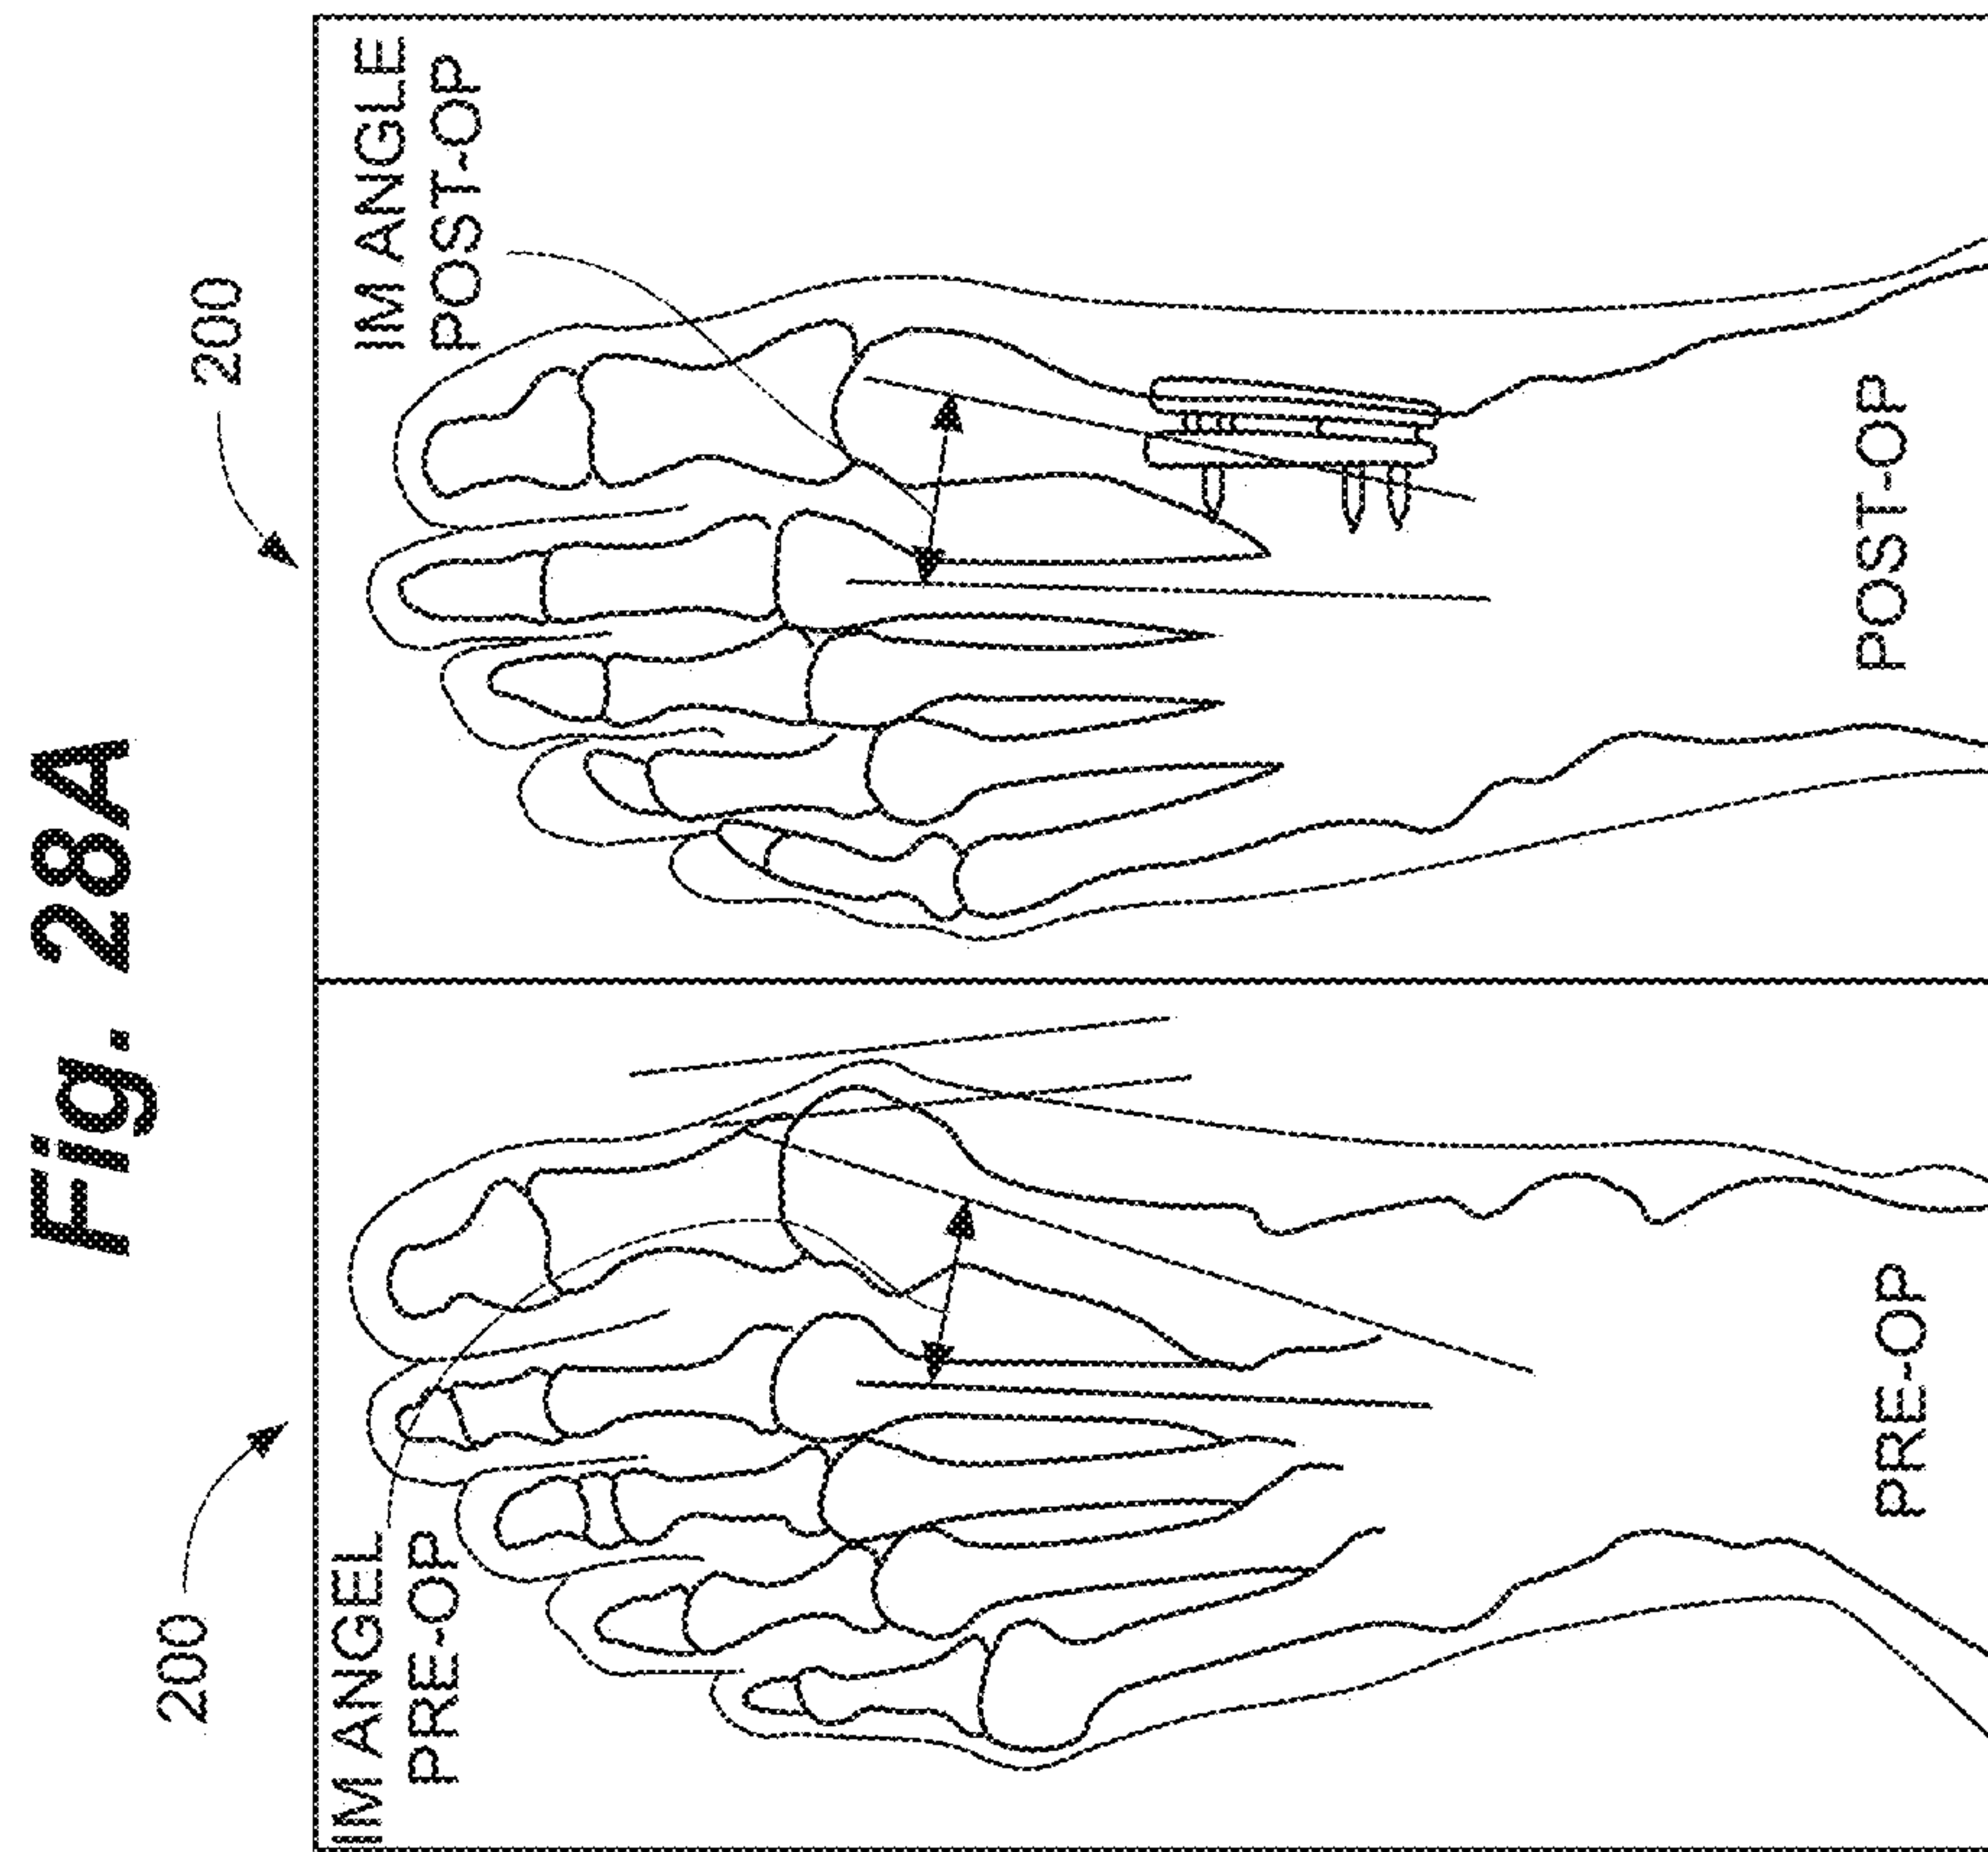 Fig. 28A
200
200
IM ANGEL
PRE-OP
IM ANGLE
POST-OP
PRE-OP
POST-OP